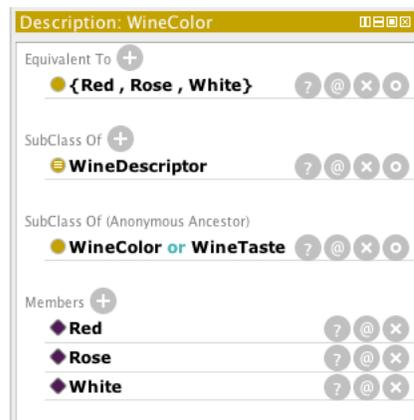 Description: WineColor
Equivalent To
{Red , Rose , White}
? @
SubClass Of
WineDescriptor
? @
SubClass Of (Anonymous Ancestor)
WineColor or WineTaste
? @
Members
Red
? @
Rose
? @
White
? @